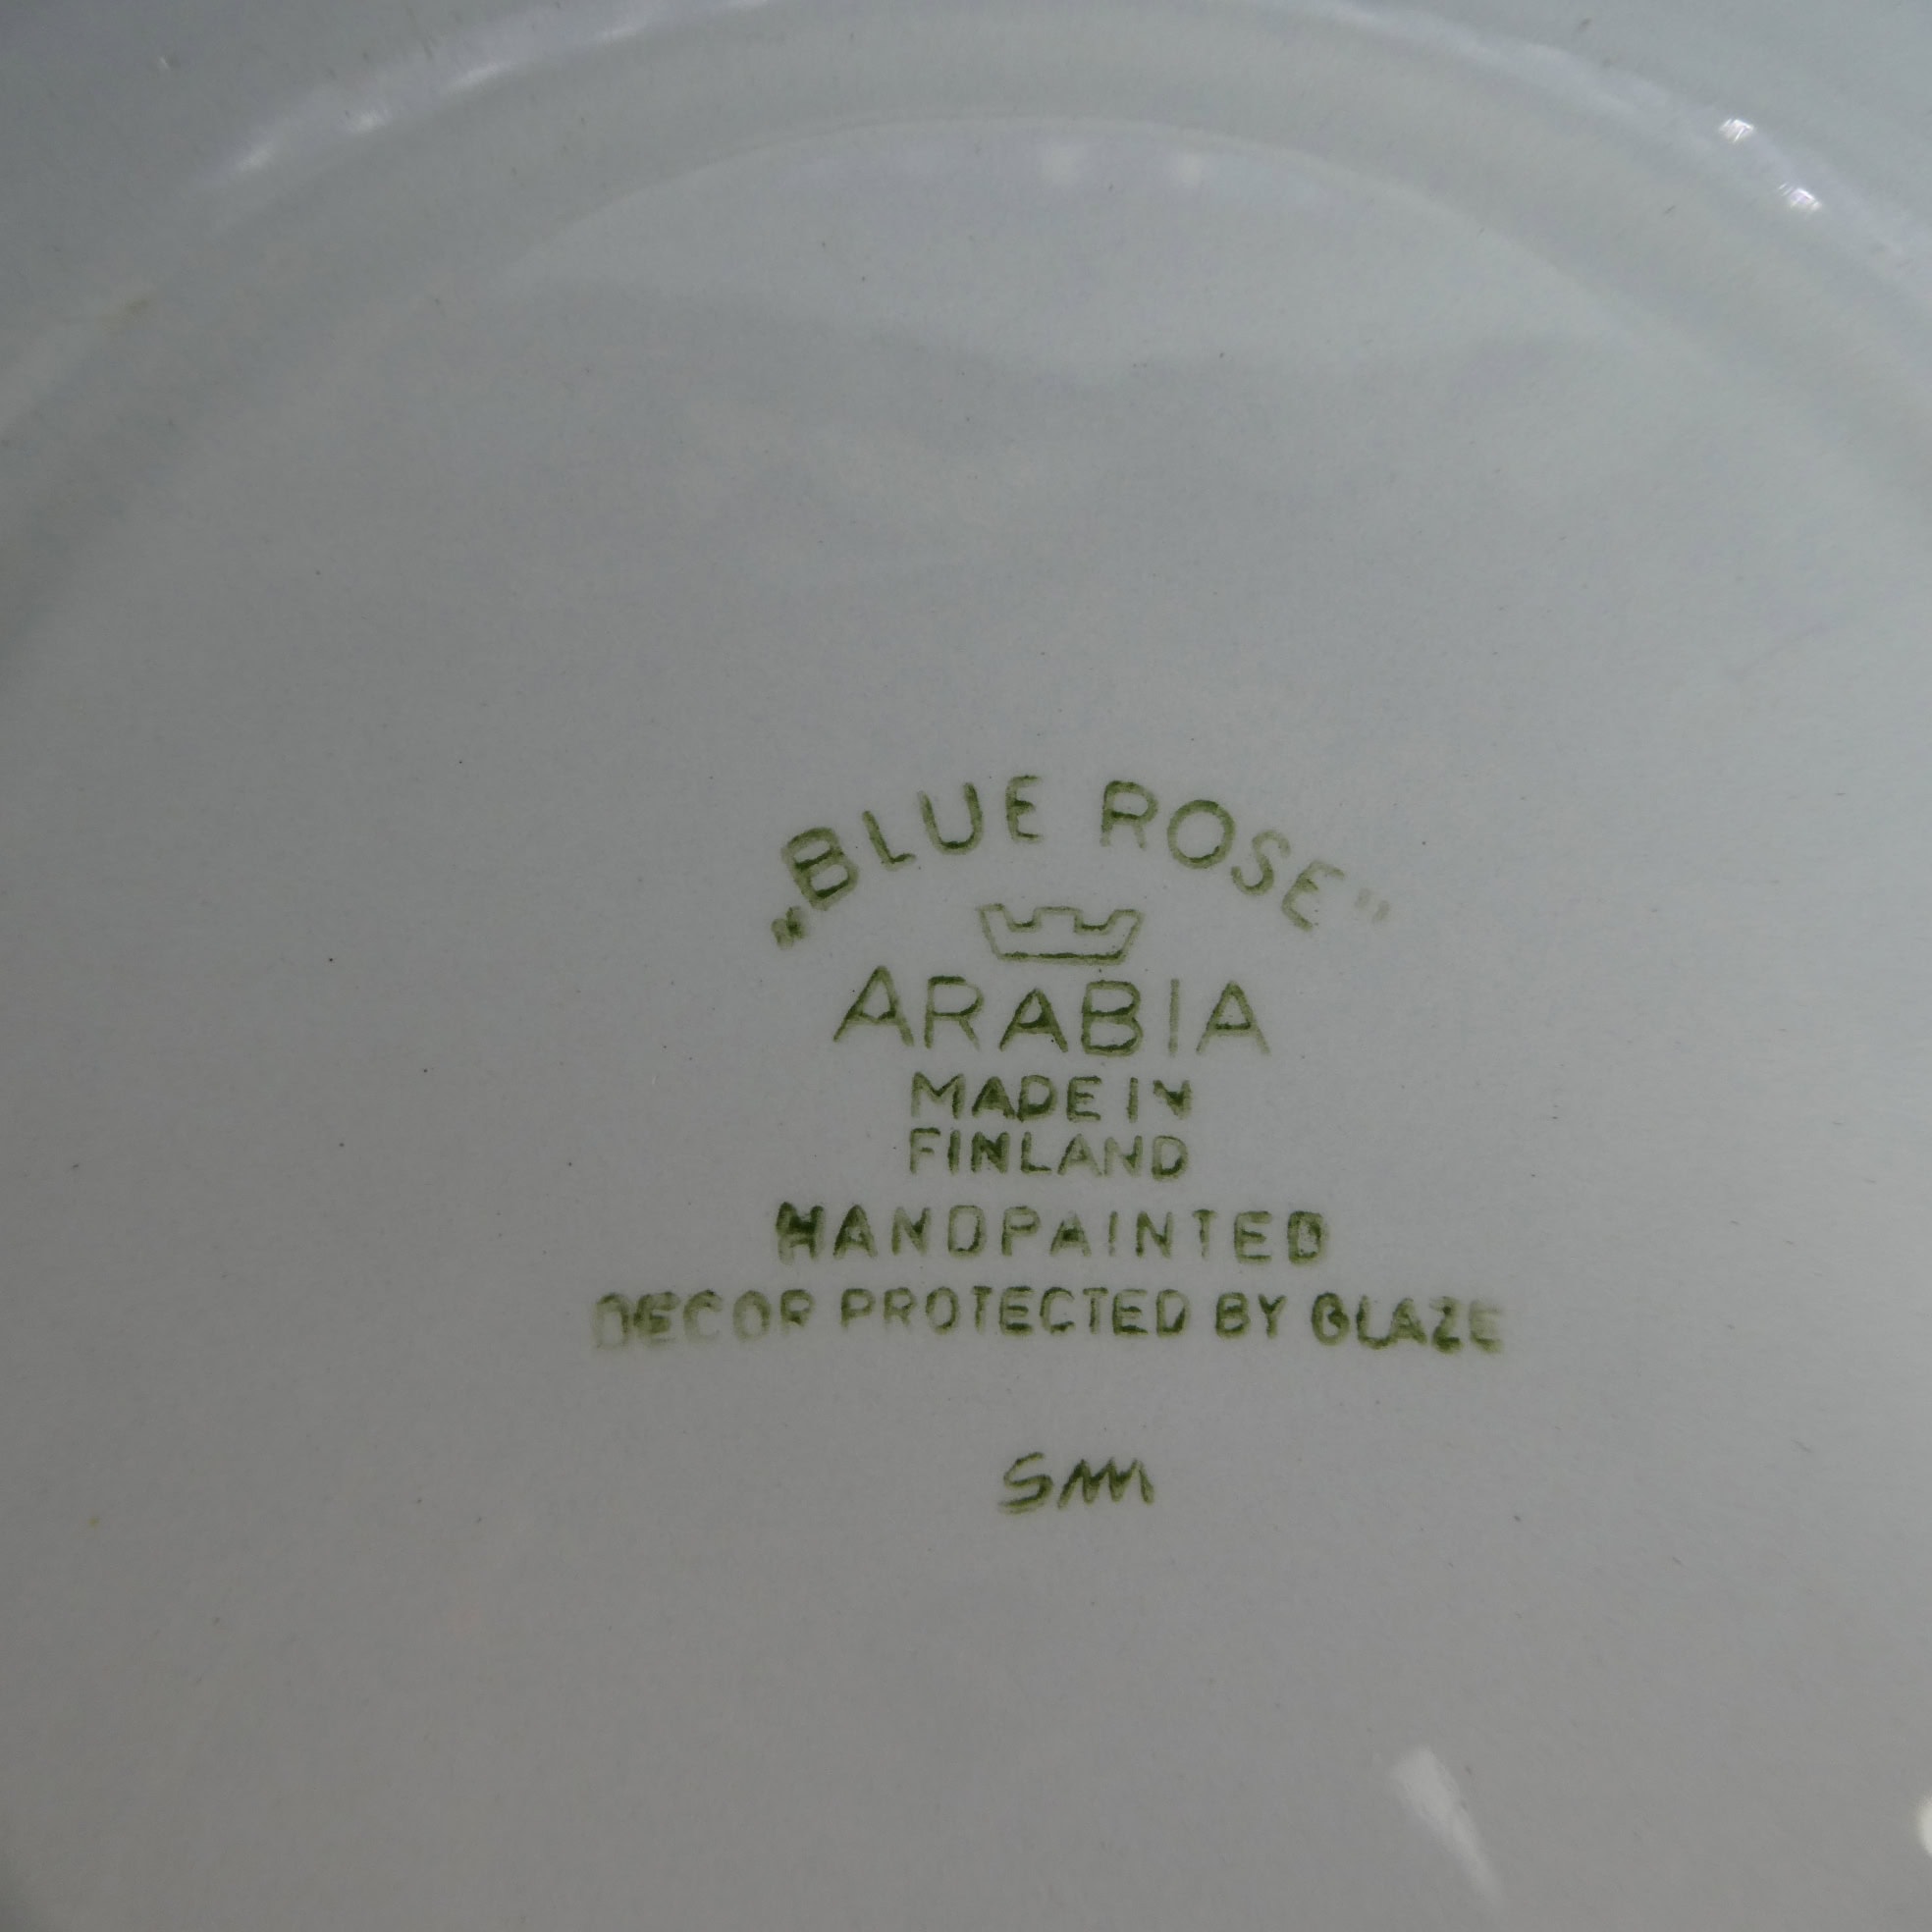 „BLUE ROSE”
ARABIA
MADE IN
FINLAND
HANDPAINTED
DECOR PROTECTED BY GLAZE
SM